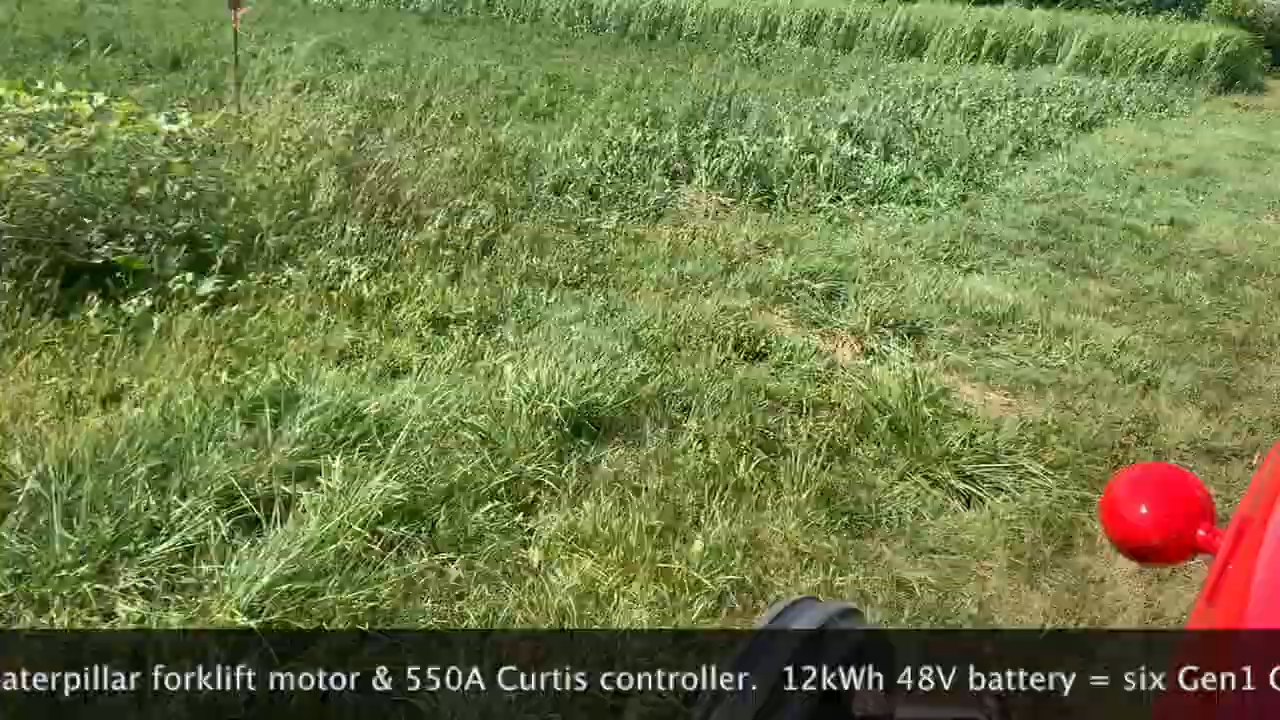 aterpillar forklift motor & 550A Curtis controller. 12kWh 48V battery = six Gen1